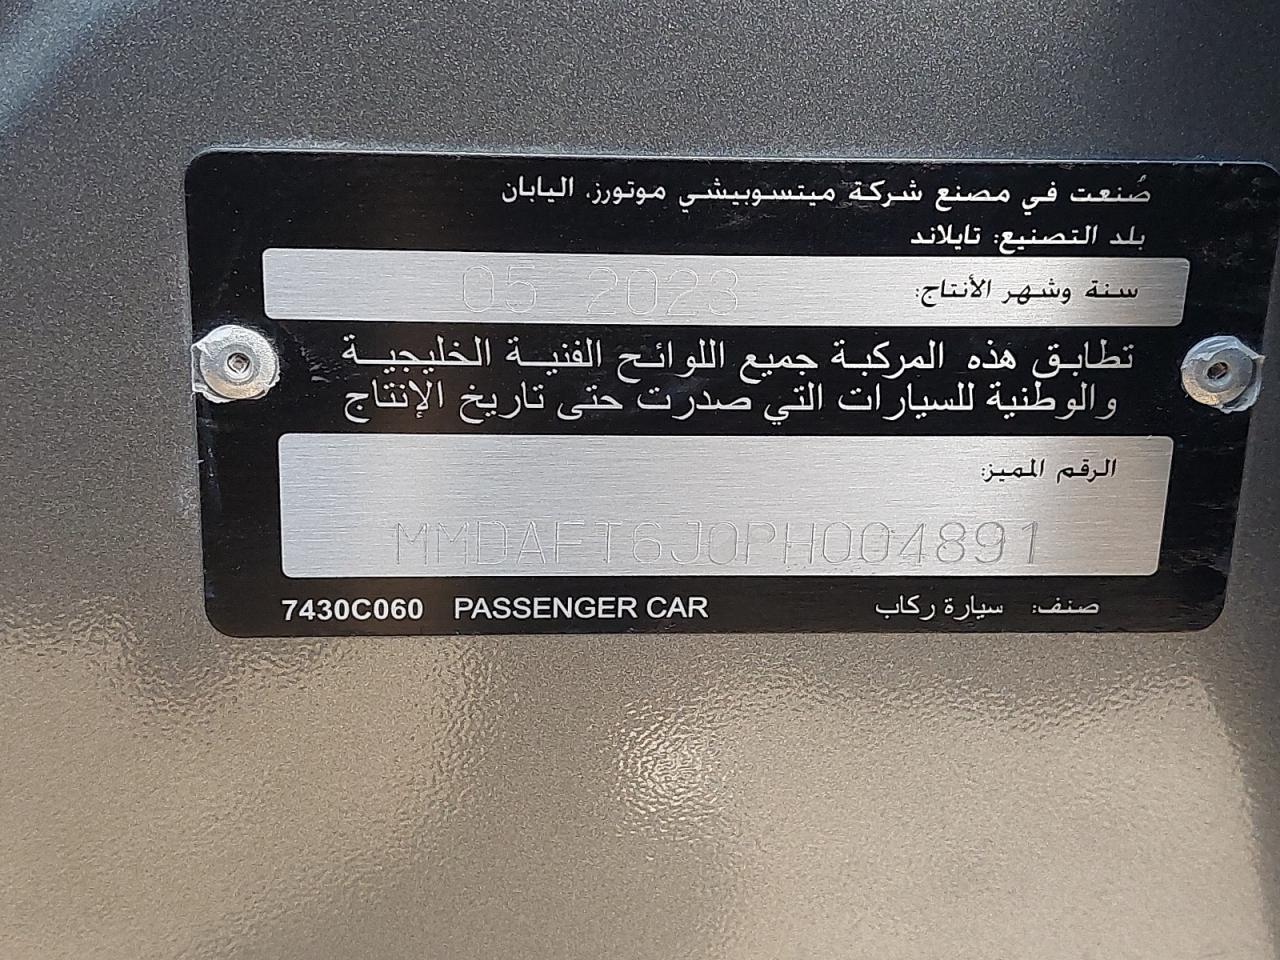 صُنعت في مصنع شركة ميتسوبيشي موتورز، اليابان
بلد التصنيع: تايلاند
سنة وشهر الأنتاج: 05 2023
تطابق هذه المركبة جميع اللوائح الفنية الخليجية
والوطنية للسيارات التي صدرت حتى تاريخ الإنتاج
الرقم المميز:
MMDAFT6J0PH004891
صنف: سيارة ركاب PASSENGER CAR 7430C060